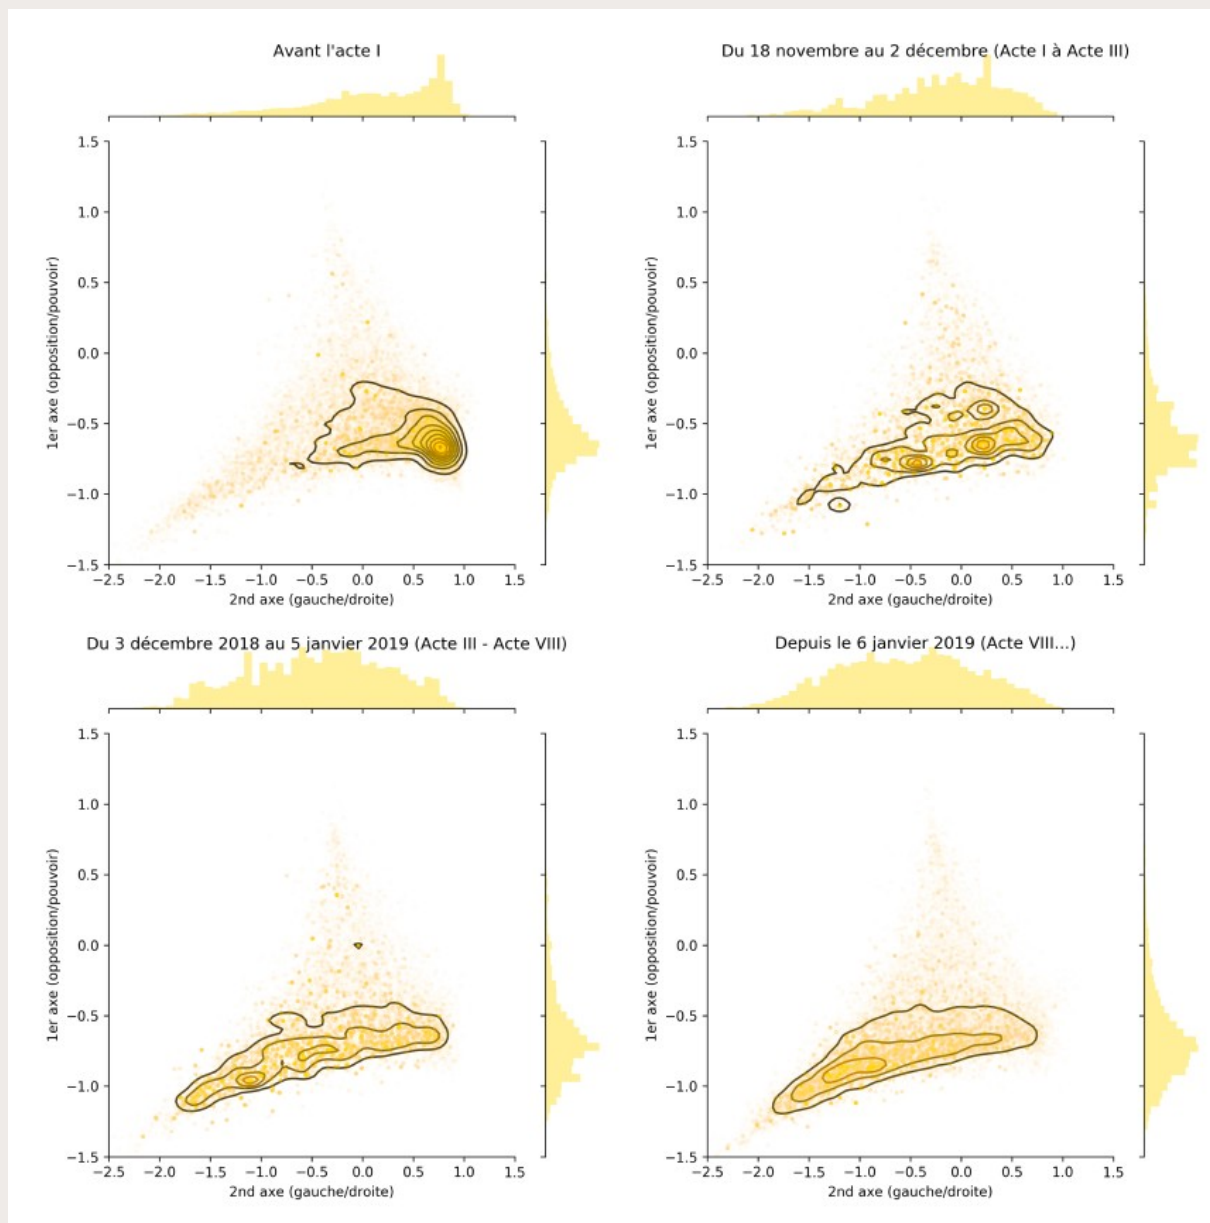 Avant l'acte I
Du 18 novembre au 2 décembre (Acte I à Acte III)
1.5
1.0
0.5
0.0
−0.5
−1.0
−1.5
1er axe (opposition/pouvoir)
−2.5 −2.0 −1.5 −1.0 −0.5 0.0 0.5 1.0 1.5
2nd axe (gauche/droite)
1.5
1.0
0.5
0.0
−0.5
−1.0
−1.5
1er axe (opposition/pouvoir)
−2.5 −2.0 −1.5 −1.0 −0.5 0.0 0.5 1.0 1.5
2nd axe (gauche/droite)
Du 3 décembre 2018 au 5 janvier 2019 (Acte III - Acte VIII)
Depuis le 6 janvier 2019 (Acte VIII...)
1.5
1.0
0.5
0.0
−0.5
−1.0
−1.5
1er axe (opposition/pouvoir)
−2.5 −2.0 −1.5 −1.0 −0.5 0.0 0.5 1.0 1.5
2nd axe (gauche/droite)
1.5
1.0
0.5
0.0
−0.5
−1.0
−1.5
1er axe (opposition/pouvoir)
−2.5 −2.0 −1.5 −1.0 −0.5 0.0 0.5 1.0 1.5
2nd axe (gauche/droite)